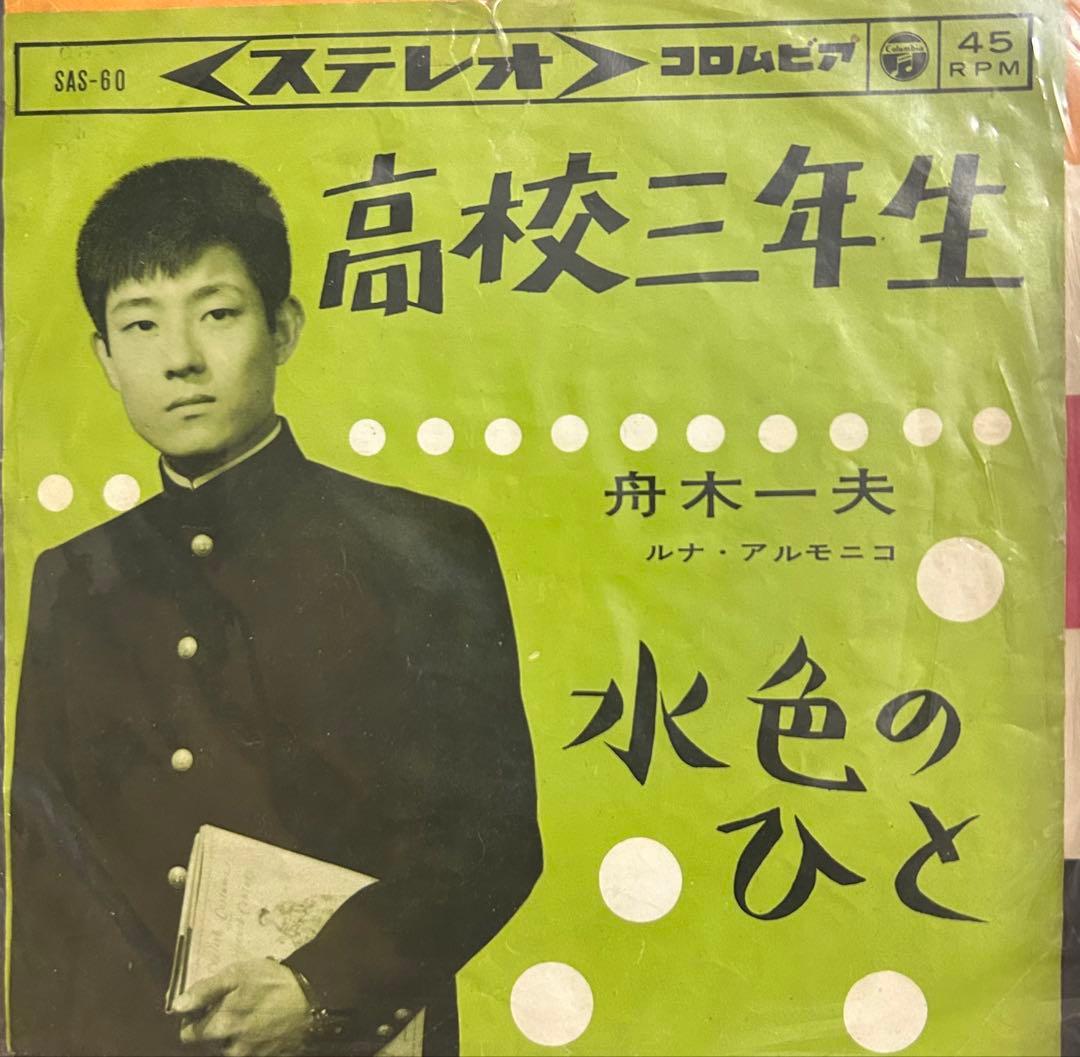 SAS-60
ステレオ
コロムビア
Columbia
45
RPM
高校三年生
舟木一夫
ルナ・アルモニコ
水色の
ひと